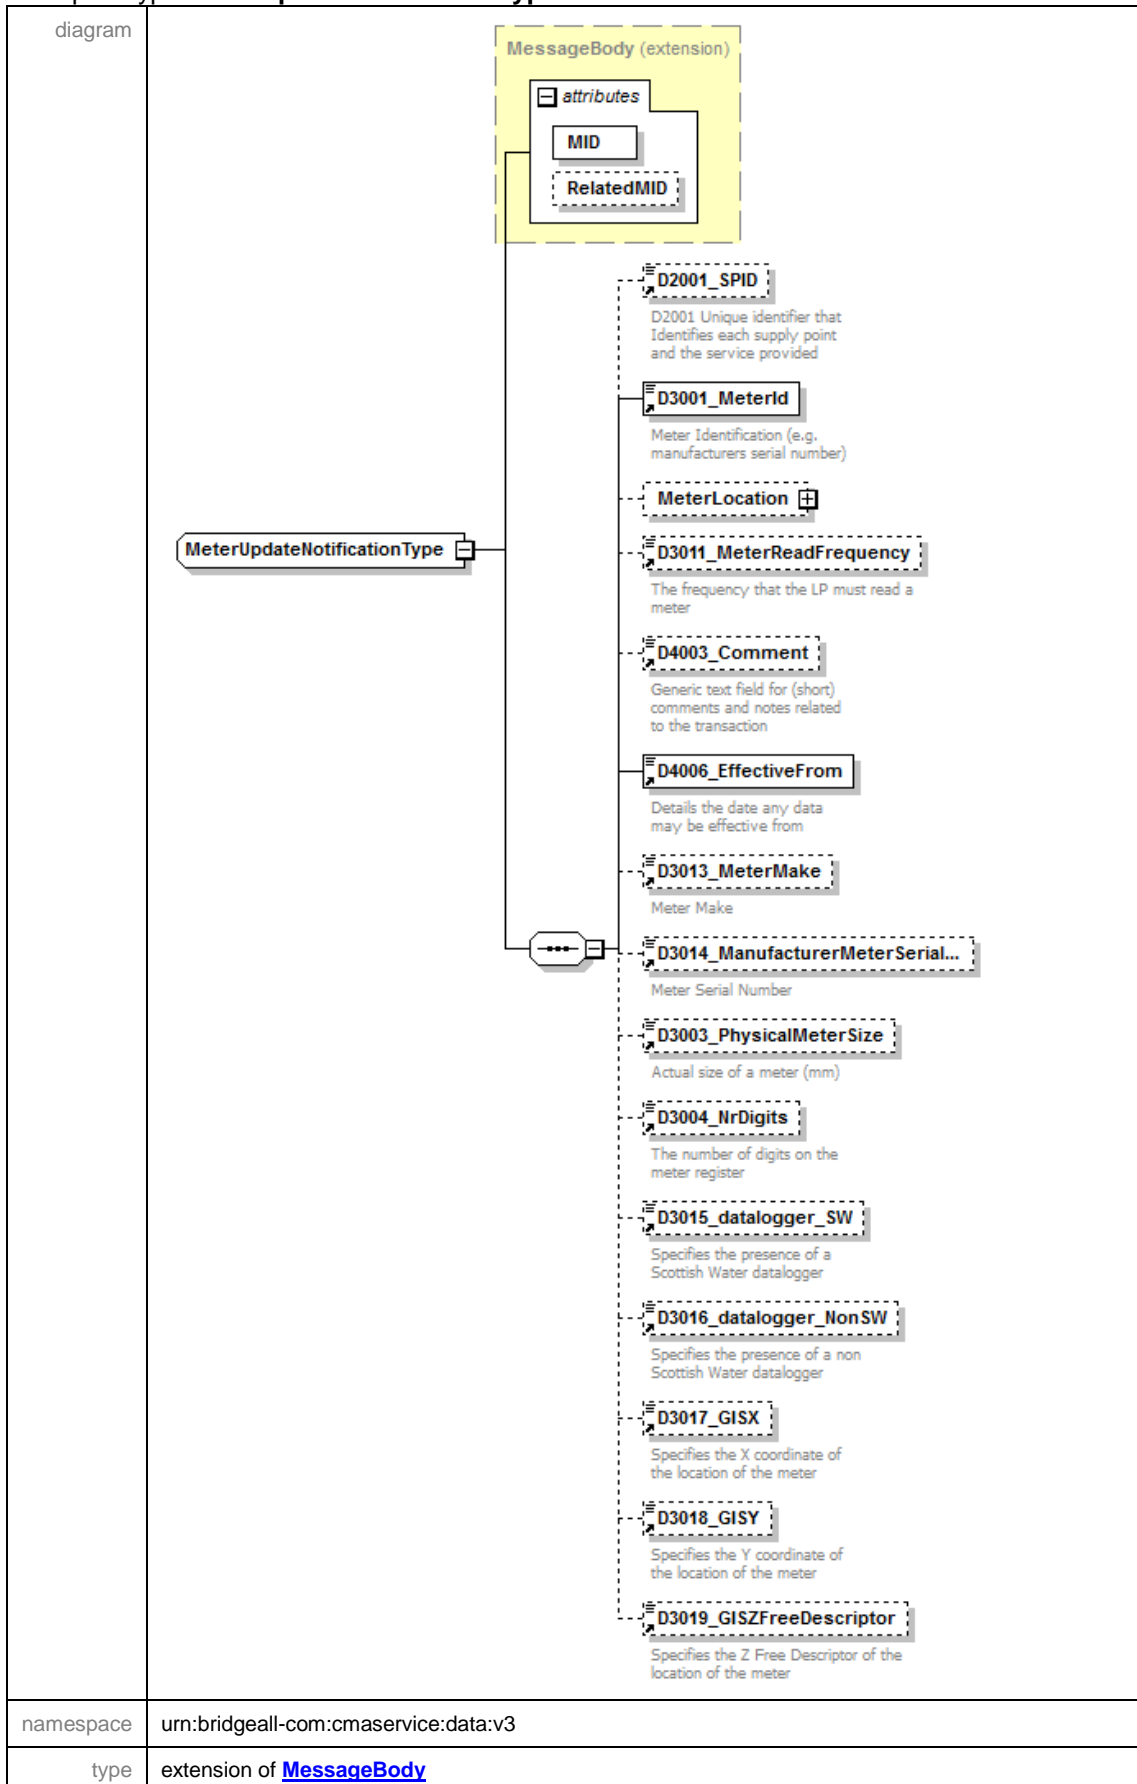 diagram
MessageBody (extension)
attributes
MID
RelatedMID
D2001_SPID
D2001 Unique identifier that
Identifies each supply point
and the service provided
D3001_MeterId
Meter Identification (e.g.
manufacturers serial number)
MeterLocation
MeterUpdateNotificationType
D3011_MeterReadFrequency
The frequency that the LP must read a
meter
D4003_Comment
Generic text field for (short)
comments and notes related
to the transaction
D4006_EffectiveFrom
Details the date any data
may be effective from
D3013_MeterMake
Meter Make
D3014_ManufacturerMeterSerial...
Meter Serial Number
D3003_PhysicalMeterSize
Actual size of a meter (mm)
D3004_NrDigits
The number of digits on the
meter register
D3015_datalogger_SW
Specifies the presence of a
Scottish Water datalogger
D3016_datalogger_NonSW
Specifies the presence of a non
Scottish Water datalogger
D3017_GISX
Specifies the X coordinate of
the location of the meter
D3018_GISY
Specifies the Y coordinate of
the location of the meter
D3019_GISZFreeDescriptor
Specifies the Z Free Descriptor of the
location of the meter
namespace urn:bridgeall-com:cmaservice:data:v3
type extension of MessageBody